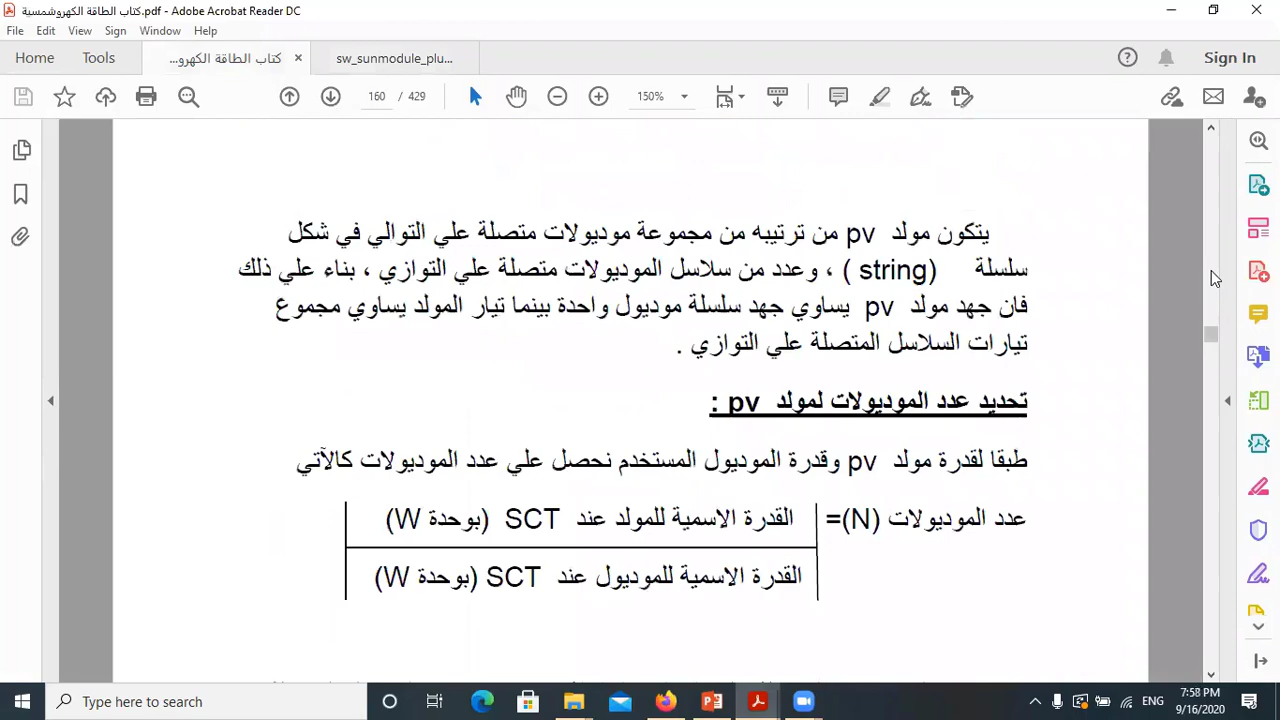 كتاب الطاقة الكهروشمسية.pdf - Adobe Acrobat Reader DC
File Edit View Sign Window Help
Home Tools كتاب الطاقة الكهرو... × sw_sunmodule_plu... Sign In
160 / 429 150%
يتكون مولد pv من ترتيبه من مجموعة موديولات متصلة علي التوالي في شكل
سلسلة (string) ، وعدد من سلاسل الموديولات متصلة علي التوازي ، بناء علي ذلك
فان جهد مولد pv يساوي جهد سلسلة موديول واحدة بينما تيار المولد يساوي مجموع
تيارات السلاسل المتصلة علي التوازي .
تحديد عدد الموديولات لمولد pv :
طبقا لقدرة مولد pv وقدرة الموديول المستخدم نحصل علي عدد الموديولات كالآتي
عدد الموديولات (N)= القدرة الاسمية للمولد عند SCT (بوحدة W)
القدرة الاسمية للموديول عند SCT (بوحدة W)
Type here to search ENG 7:58 PM
9/16/2020